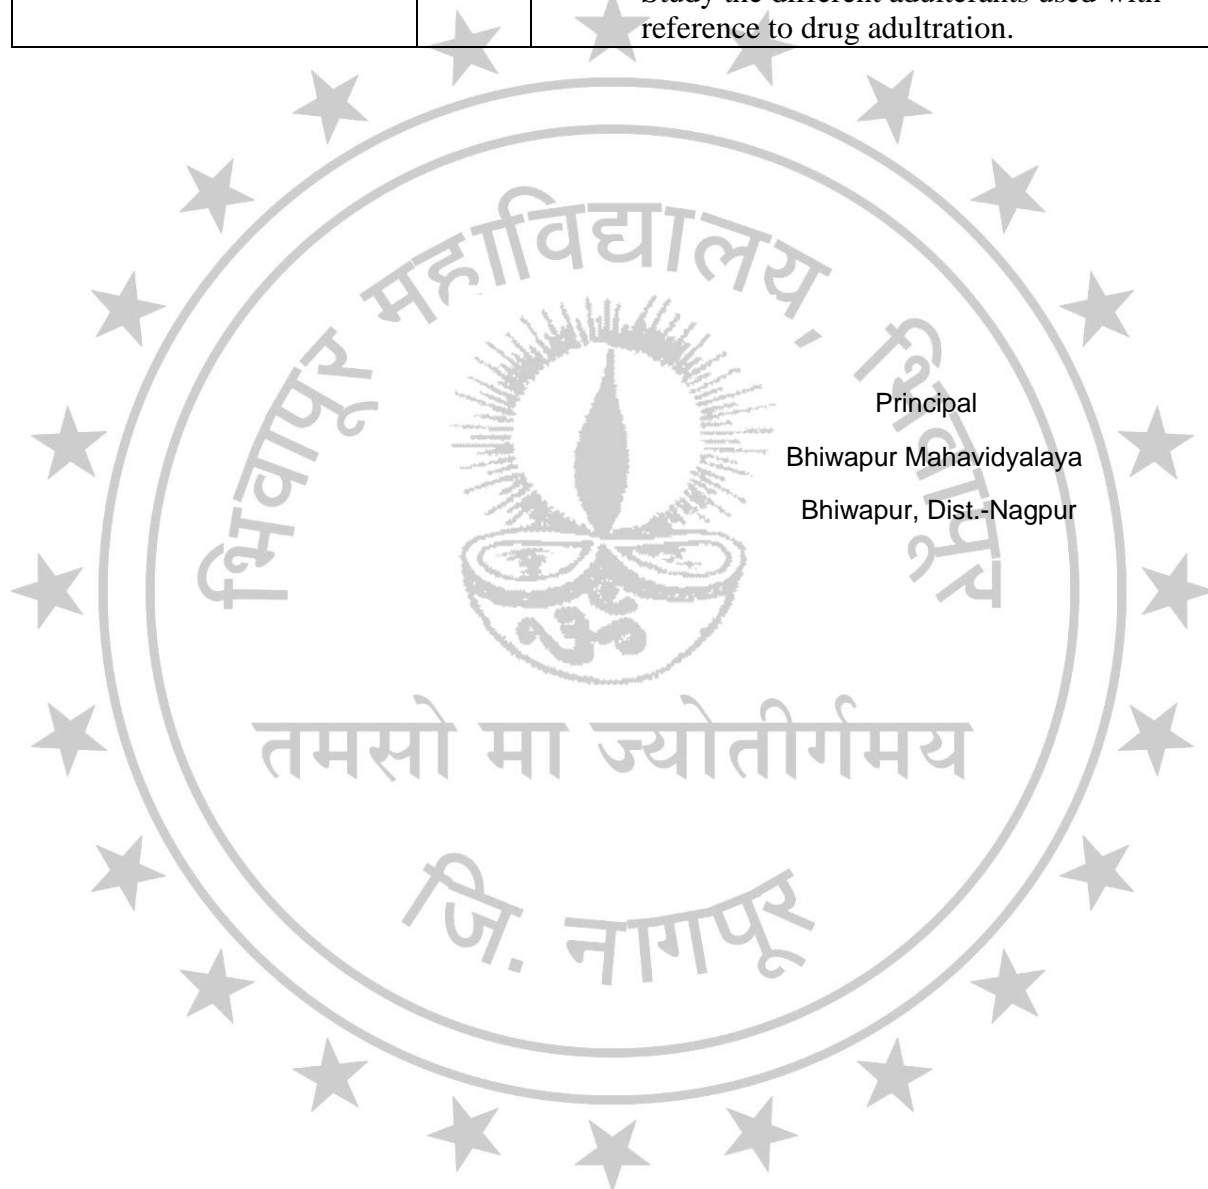 Study the different adulterants used with
reference to drug adultration.
भिवापूर महाविद्यालय, भिवापूर
Principal
Bhiwapur Mahavidyalaya
Bhiwapur, Dist.-Nagpur
तमसो मा ज्योतीर्गमय
जि. नागपूर